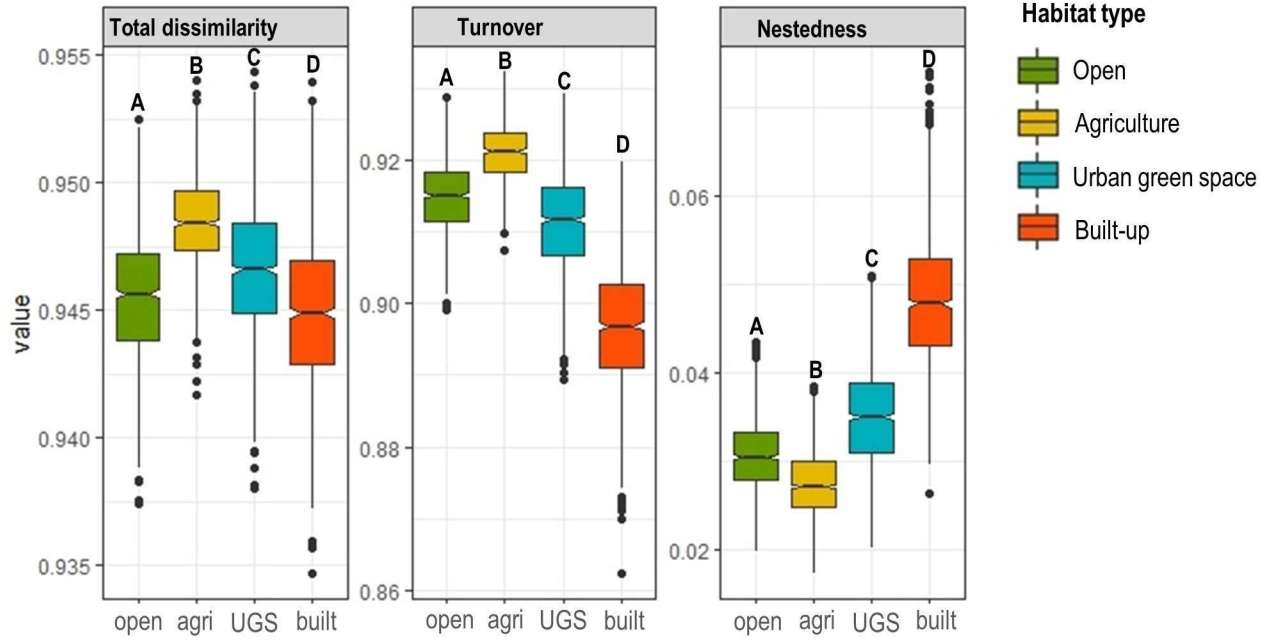 Total dissimilarity
Turnover
Nestedness
Habitat type
Open
Agriculture
Urban green space
Built-up
value
0.955
0.950
0.945
0.940
0.935
A
B
C
D
open agri UGS built
0.92
0.90
0.88
0.86
A
B
C
D
open agri UGS built
0.06
0.04
0.02
A
B
C
D
open agri UGS built